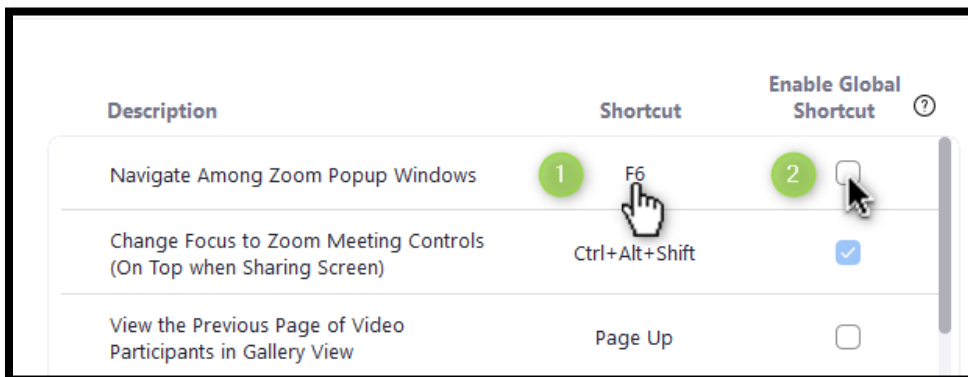 Description
Shortcut
Enable Global
Shortcut
?
Navigate Among Zoom Popup Windows
1
F6
2
Change Focus to Zoom Meeting Controls
(On Top when Sharing Screen)
Ctrl+Alt+Shift
View the Previous Page of Video
Participants in Gallery View
Page Up